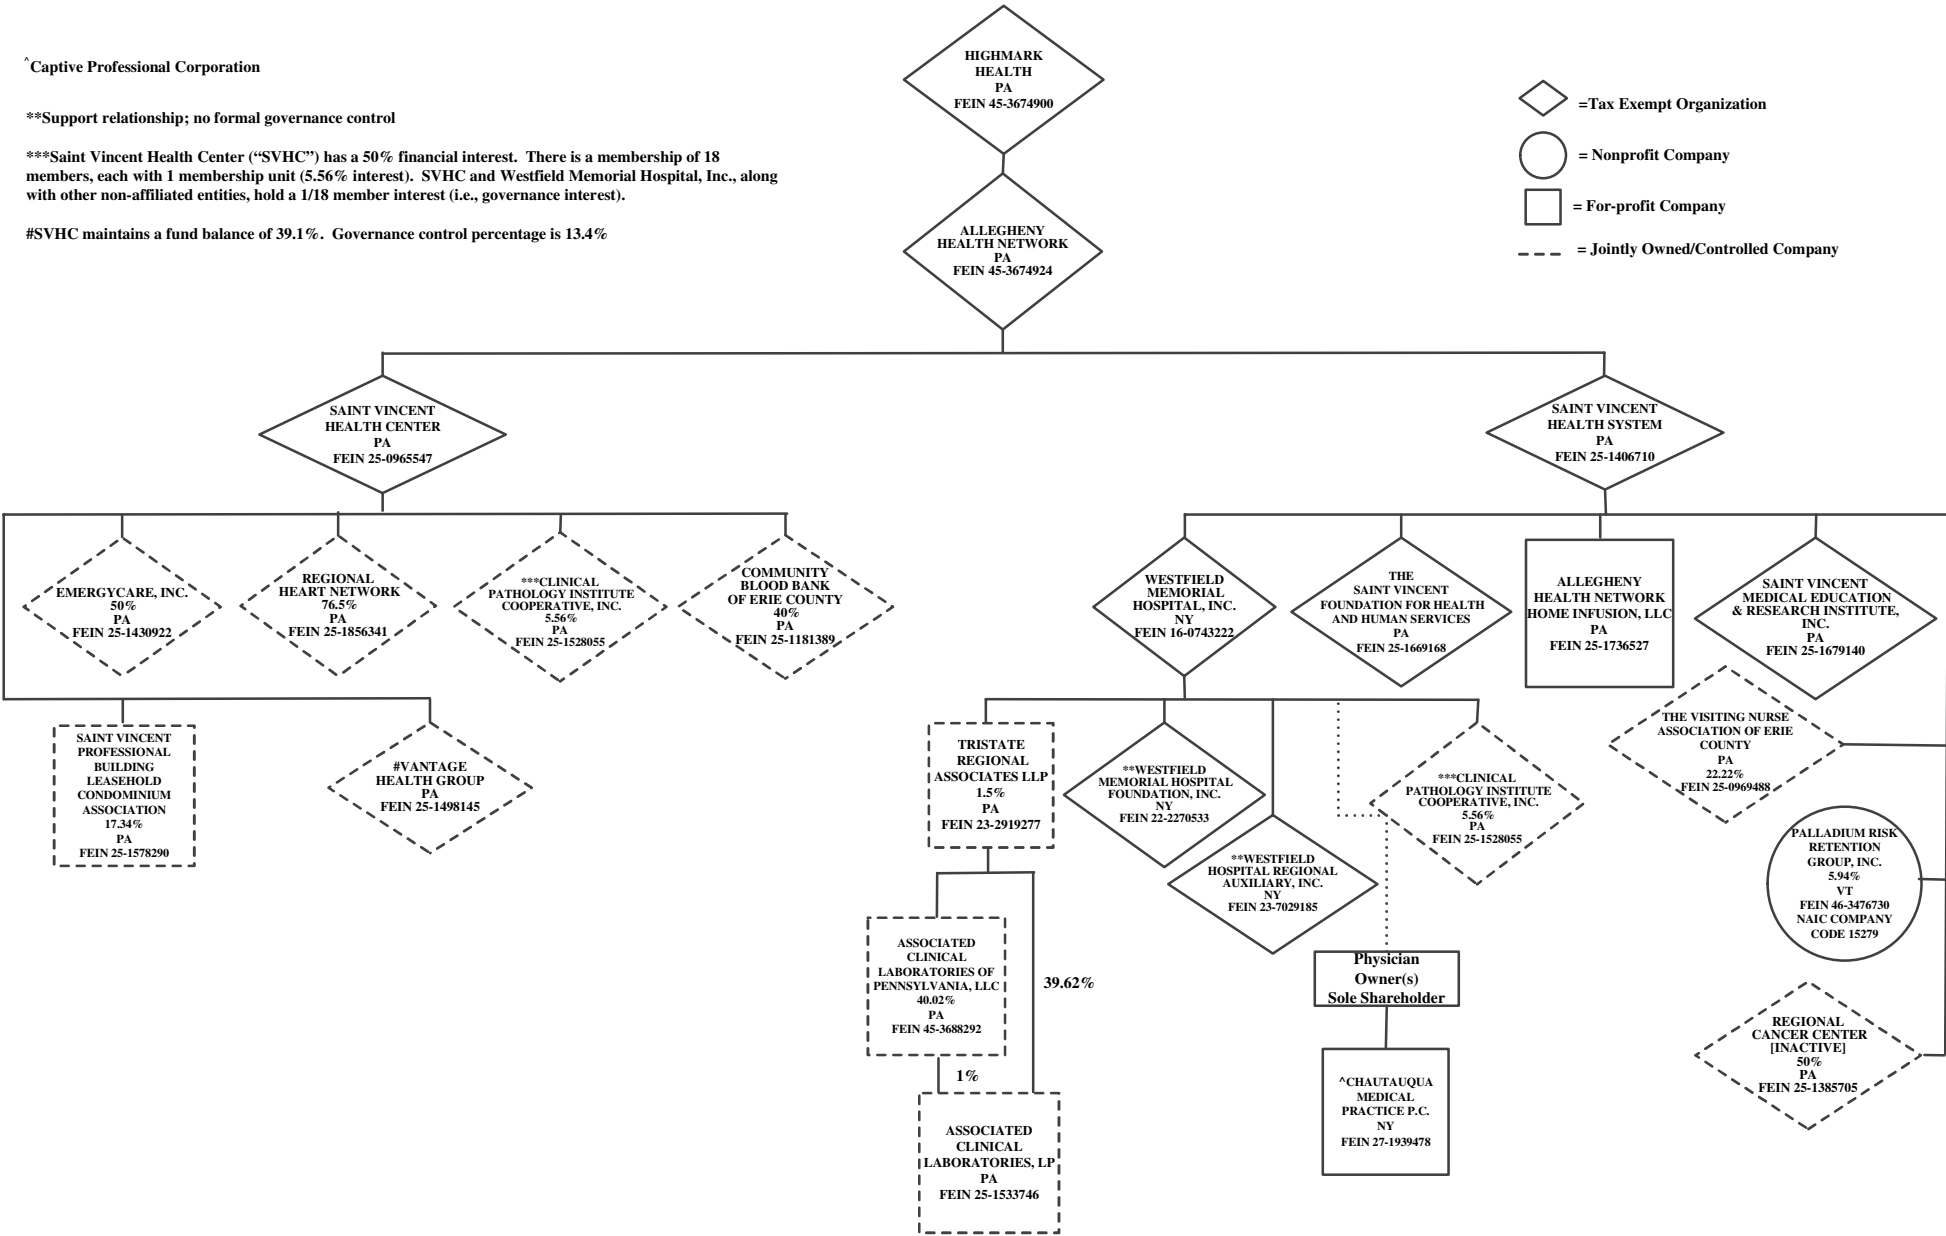 ^Captive Professional Corporation
**Support relationship; no formal governance control
***Saint Vincent Health Center (“SVHC”) has a 50% financial interest. There is a membership of 18
members, each with 1 membership unit (5.56% interest). SVHC and Westfield Memorial Hospital, Inc., along
with other non-affiliated entities, hold a 1/18 member interest (i.e., governance interest).
#SVHC maintains a fund balance of 39.1%. Governance control percentage is 13.4%
HIGHMARK
HEALTH
PA
FEIN 45-3674900
=Tax Exempt Organization
= Nonprofit Company
= For-profit Company
= Jointly Owned/Controlled Company
ALLEGHENY
HEALTH NETWORK
PA
FEIN 45-3674924
SAINT VINCENT
HEALTH CENTER
PA
FEIN 25-0965547
SAINT VINCENT
HEALTH SYSTEM
PA
FEIN 25-1406710
EMERGYCARE, INC.
50%
PA
FEIN 25-1430922
REGIONAL
HEART NETWORK
76.5%
PA
FEIN 25-1856341
***CLINICAL
PATHOLOGY INSTITUTE
COOPERATIVE, INC.
5.56%
PA
FEIN 25-1528055
COMMUNITY
BLOOD BANK
OF ERIE COUNTY
40%
PA
FEIN 25-1181389
WESTFIELD
MEMORIAL
HOSPITAL, INC.
NY
FEIN 16-0743222
THE
SAINT VINCENT
FOUNDATION FOR HEALTH
AND HUMAN SERVICES
PA
FEIN 25-1669168
ALLEGHENY
HEALTH NETWORK
HOME INFUSION, LLC
PA
FEIN 25-1736527
SAINT VINCENT
MEDICAL EDUCATION
& RESEARCH INSTITUTE,
INC.
PA
FEIN 25-1679140
SAINT VINCENT
PROFESSIONAL
BUILDING
LEASEHOLD
CONDOMINIUM
ASSOCIATION
17.34%
PA
FEIN 25-1578290
#VANTAGE
HEALTH GROUP
PA
FEIN 25-1498145
TRISTATE
REGIONAL
ASSOCIATES LLP
1.5%
PA
FEIN 23-2919277
**WESTFIELD
MEMORIAL HOSPITAL
FOUNDATION, INC.
NY
FEIN 22-2270533
**WESTFIELD
HOSPITAL REGIONAL
AUXILIARY, INC.
NY
FEIN 23-7029185
***CLINICAL
PATHOLOGY INSTITUTE
COOPERATIVE, INC.
5.56%
PA
FEIN 25-1528055
THE VISITING NURSE
ASSOCIATION OF ERIE
COUNTY
PA
22.22%
FEIN 25-0969488
PALLADIUM RISK
RETENTION
GROUP, INC.
5.94%
VT
FEIN 46-3476730
NAIC COMPANY
CODE 15279
ASSOCIATED
CLINICAL
LABORATORIES OF
PENNSYLVANIA, LLC
40.02%
PA
FEIN 45-3688292
39.62%
1%
Physician
Owner(s)
Sole Shareholder
REGIONAL
CANCER CENTER
[INACTIVE]
50%
PA
FEIN 25-1385705
^CHAUTAUQUA
MEDICAL
PRACTICE P.C.
NY
FEIN 27-1939478
ASSOCIATED
CLINICAL
LABORATORIES, LP
PA
FEIN 25-1533746